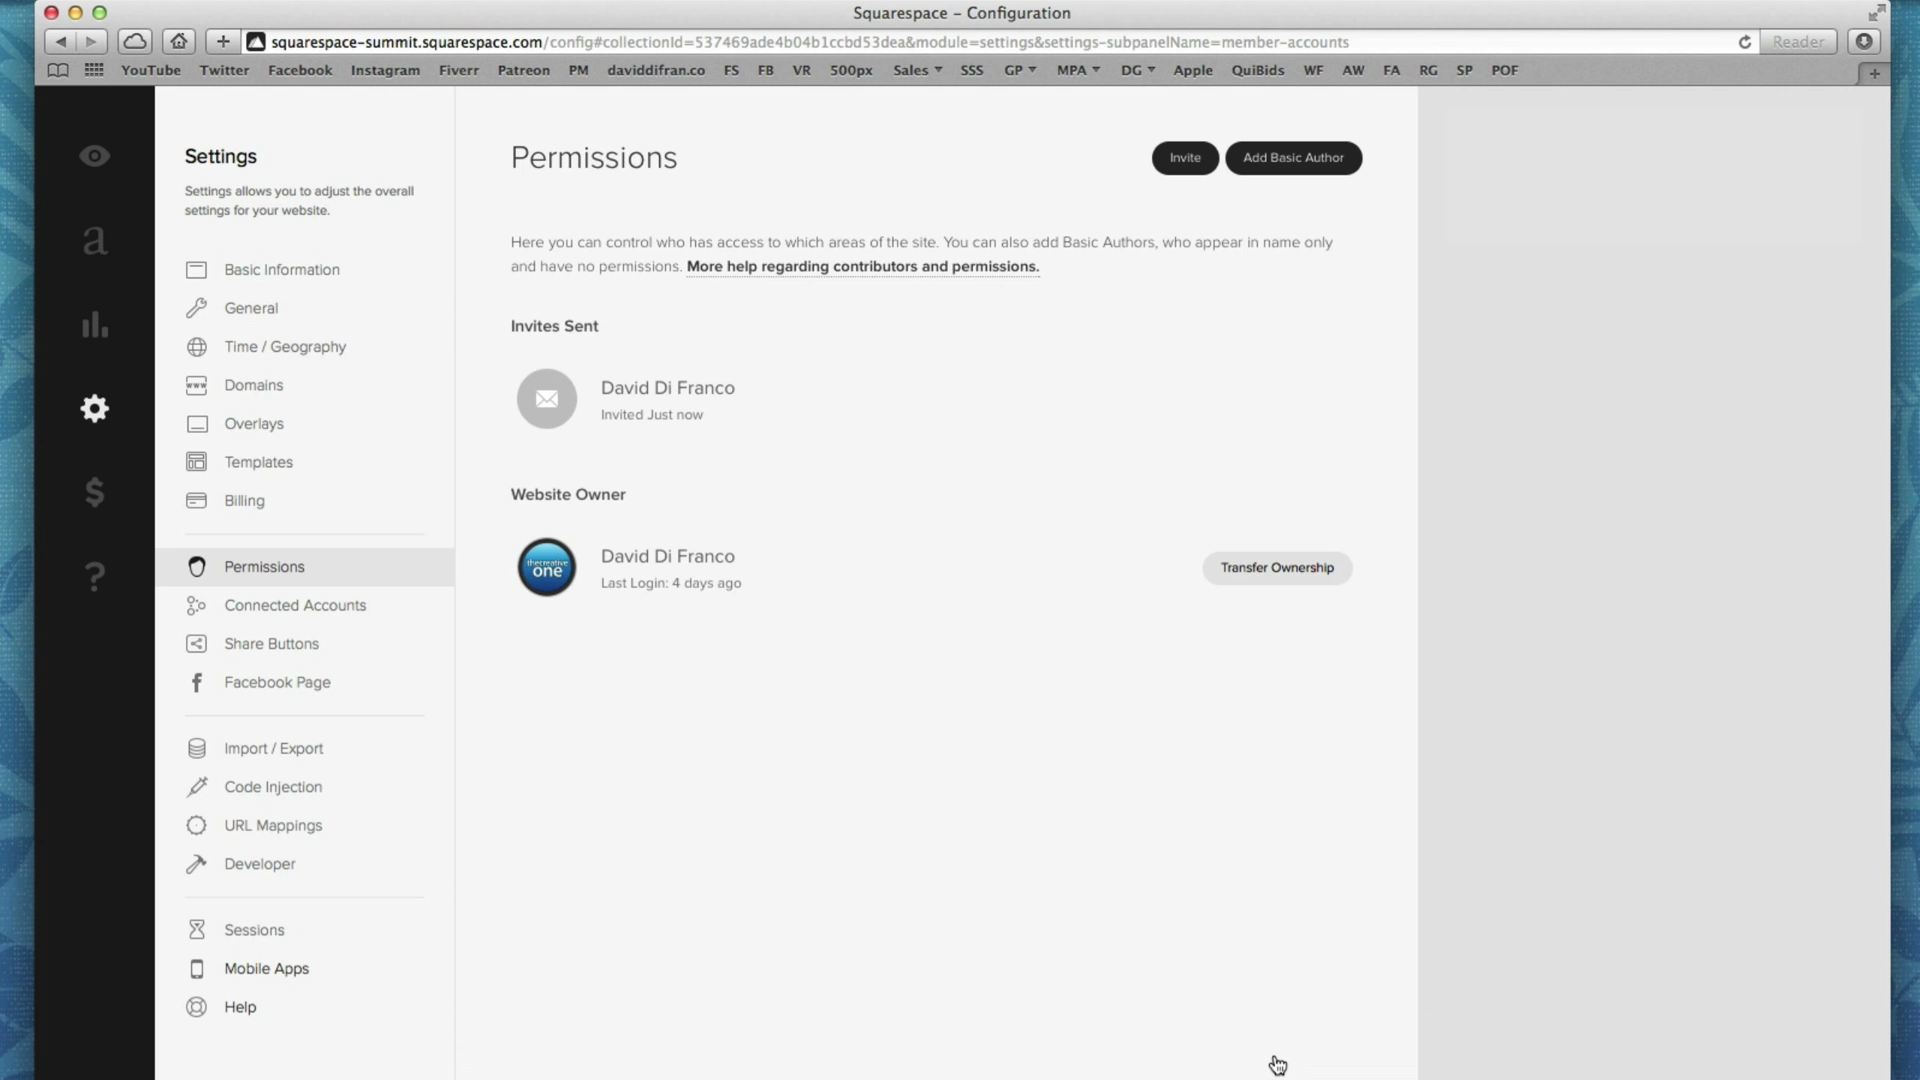 Squarespace – Configuration
squarespace-summit.squarespace.com/config#collectionId=537469ade4b04b1ccbd53dea&module=settings&settings-subpanelName=member-accounts
Reader
YouTube Twitter Facebook Instagram Fiverr Patreon PM daviddifran.co FS FB VR 500px Sales SSS GP MPA DG Apple QuiBids WF AW FA RG SP POF
Settings
Settings allows you to adjust the overall
settings for your website.
Basic Information
General
Time / Geography
www
Domains
Overlays
Templates
Billing
Permissions
Connected Accounts
Share Buttons
Facebook Page
Import / Export
Code Injection
URL Mappings
Developer
Sessions
Mobile Apps
Help
Permissions
Invite
Add Basic Author
Here you can control who has access to which areas of the site. You can also add Basic Authors, who appear in name only
and have no permissions. More help regarding contributors and permissions.
Invites Sent
David Di Franco
Invited Just now
Website Owner
thecreative
one
David Di Franco
Last Login: 4 days ago
Transfer Ownership